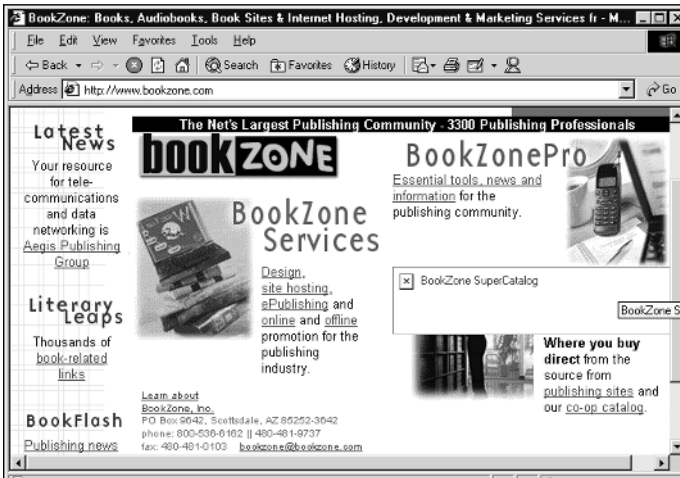 BookZone: Books, Audiobooks, Book Sites & Internet Hosting, Development & Marketing Services fr - M...
File Edit View Favorites Tools Help
Back Search Favorites History
Address http://www.bookzone.com Go
The Net's Largest Publishing Community - 3300 Publishing Professionals
Latest
News
Your resource
for tele-
communications
and data
networking is
Aegis Publishing
Group
Literary
Leaps
Thousands of
book-related
links
BookFlash
Publishing news
book ZONE
BookZone
Services
Design,
site hosting,
ePublishing and
online and offline
promotion for the
publishing
industry.
Learn about
BookZone, Inc.
PO Box 9642, Scottsdale, AZ 85252-3642
phone: 800-536-6162 || 480-481-9737
fax: 480-481-0103 bookzone@bookzone.com
BookZonePro
Essential tools, news and
information for the
publishing community.
BookZone SuperCatalog
BookZone S
Where you buy
direct from the
source from
publishing sites and
our co-op catalog.